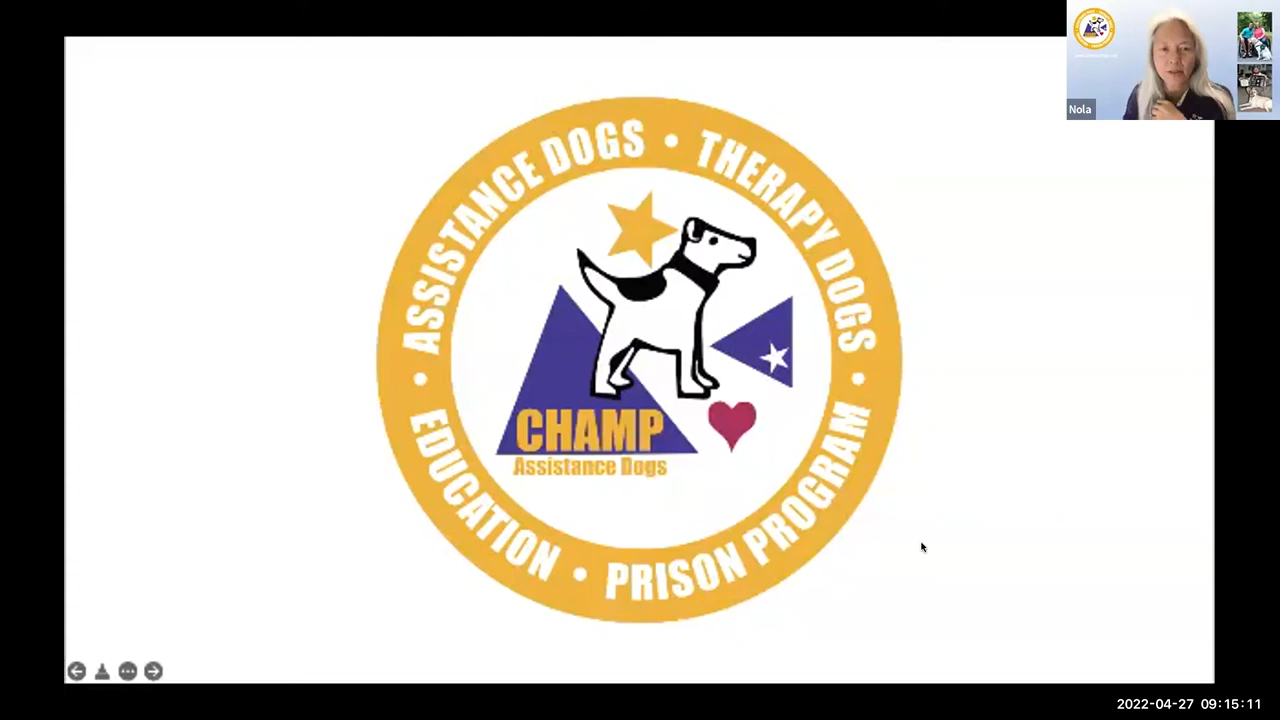 ASSISTANCE DOGS • THERAPY DOGS •
EDUCATION • PRISON PROGRAM
CHAMP
Assistance Dogs
Nola
2022-04-27 09:15:11